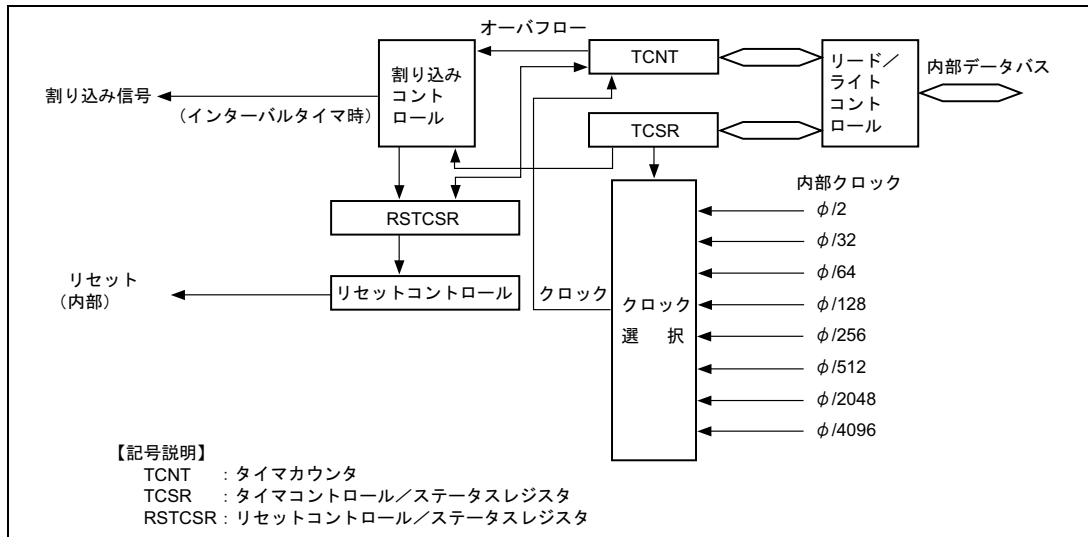 オーバフロー
TCNT
割り込み
コント
ロール
リード／
ライト
コント
ロール
内部データバス
割り込み信号
（インターバルタイマ時）
TCSR
内部クロック
RSTCSR
φ/2
φ/32
φ/64
リセット
（内部）
リセットコントロール
クロック
クロック
選　択
φ/128
φ/256
φ/512
φ/2048
φ/4096
【記号説明】
TCNT ：タイマカウンタ
TCSR ：タイマコントロール／ステータスレジスタ
RSTCSR：リセットコントロール／ステータスレジスタ